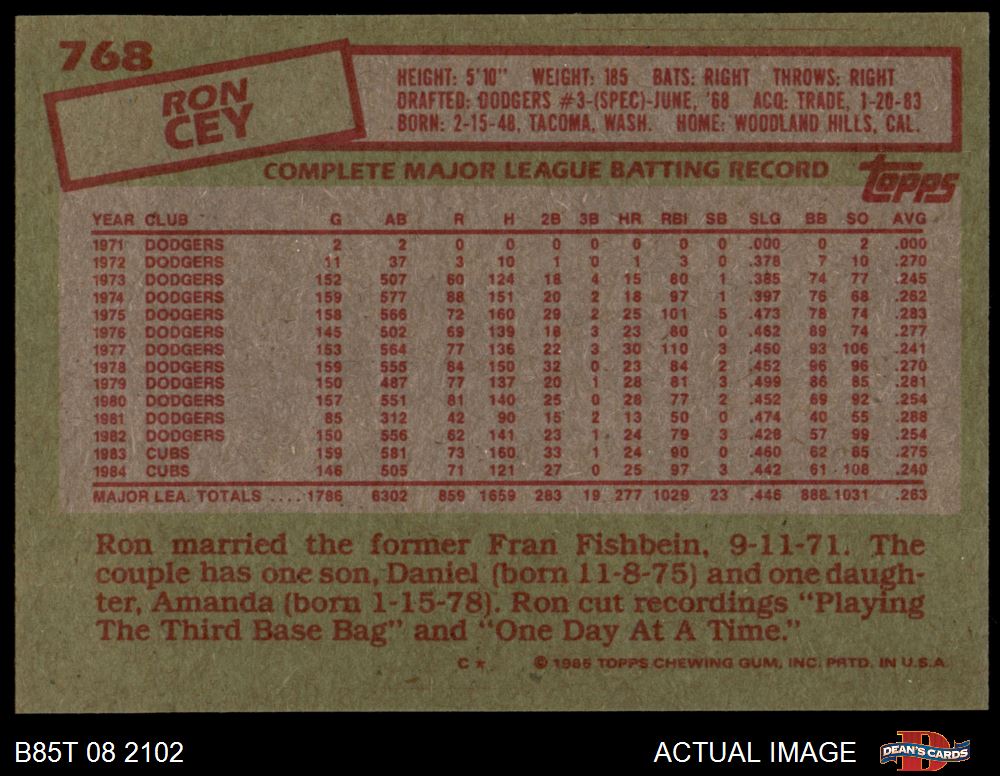 768
RON
CEY
HEIGHT: 5'10" WEIGHT: 185 BATS: RIGHT THROWS: RIGHT
DRAFTED: DODGERS #3-(SPEC)-JUNE, '68 ACQ: TRADE, 1-20-83
BORN: 2-15-48, TACOMA, WASH. HOME: WOODLAND HILLS, CAL.
COMPLETE MAJOR LEAGUE BATTING RECORD
topps
YEAR CLUB G AB R H 2B 3B HR RBI SB SLG BB SO AVG
1971 DODGERS 2 2 0 0 0 0 0 0 0 .000 0 2 .000
1972 DODGERS 11 37 3 10 1 0 1 3 0 .378 7 10 .270
1973 DODGERS 152 507 60 124 18 4 15 80 1 .385 74 77 .245
1974 DODGERS 159 577 88 151 20 2 18 97 1 .397 76 68 .262
1975 DODGERS 158 566 72 160 29 2 25 101 5 .473 78 74 .283
1976 DODGERS 145 502 69 139 18 3 23 80 0 .462 89 74 .277
1977 DODGERS 153 564 77 136 22 3 30 110 3 .450 93 106 .241
1978 DODGERS 159 555 84 150 32 0 23 84 2 .452 96 96 .270
1979 DODGERS 150 487 77 137 20 1 28 81 3 .499 86 85 .281
1980 DODGERS 157 551 81 140 25 0 28 77 2 .452 69 92 .254
1981 DODGERS 85 312 42 90 15 2 13 50 0 .474 40 55 .288
1982 DODGERS 150 556 62 141 23 1 24 79 3 .428 57 99 .254
1983 CUBS 159 581 73 160 33 1 24 90 0 .460 62 85 .275
1984 CUBS 146 505 71 121 27 0 25 97 3 .442 61 108 .240
MAJOR LEA. TOTALS .... 1786 6302 859 1659 283 19 277 1029 23 .446 888 1031 .263
Ron married the former Fran Fishbein, 9-11-71. The
couple has one son, Daniel (born 11-8-75) and one daugh-
ter, Amanda (born 1-15-78). Ron cut recordings "Playing
The Third Base Bag" and "One Day At A Time."
C* © 1985 TOPPS CHEWING GUM, INC. PRTD. IN U.S.A.
B85T 08 2102 ACTUAL IMAGE DEAN'S CARDS